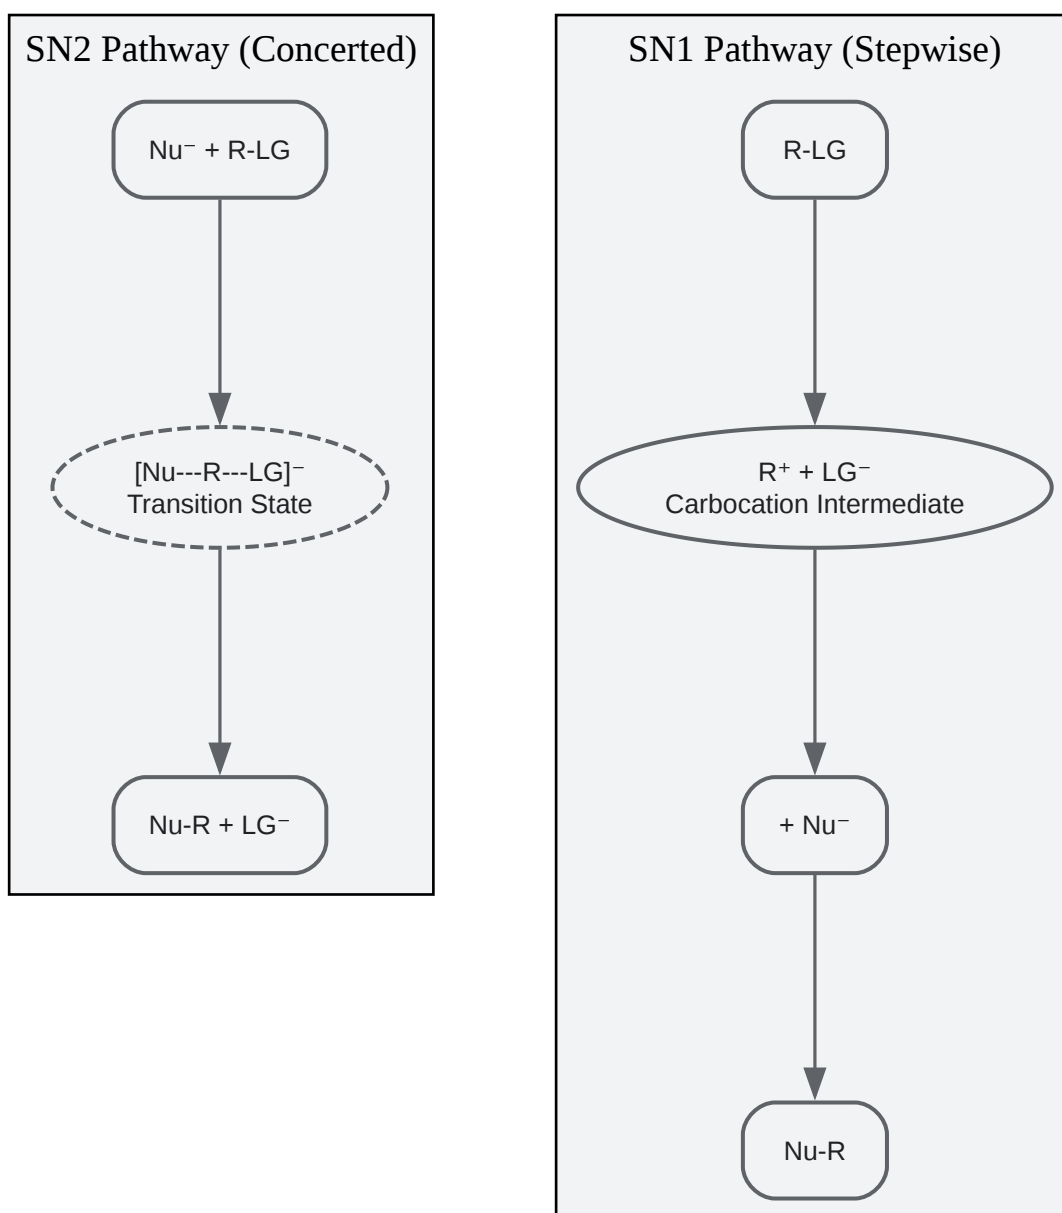 SN2 Pathway (Concerted)
Nu⁻ + R-LG
[Nu---R---LG]⁻
Transition State
Nu-R + LG⁻
SN1 Pathway (Stepwise)
R-LG
R⁺ + LG⁻
Carbocation Intermediate
+ Nu⁻
Nu-R